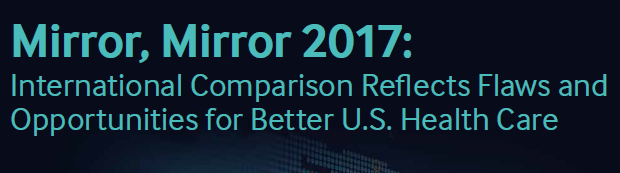 Mirror, Mirror 2017:
International Comparison Reflects Flaws and
Opportunities for Better U.S. Health Care